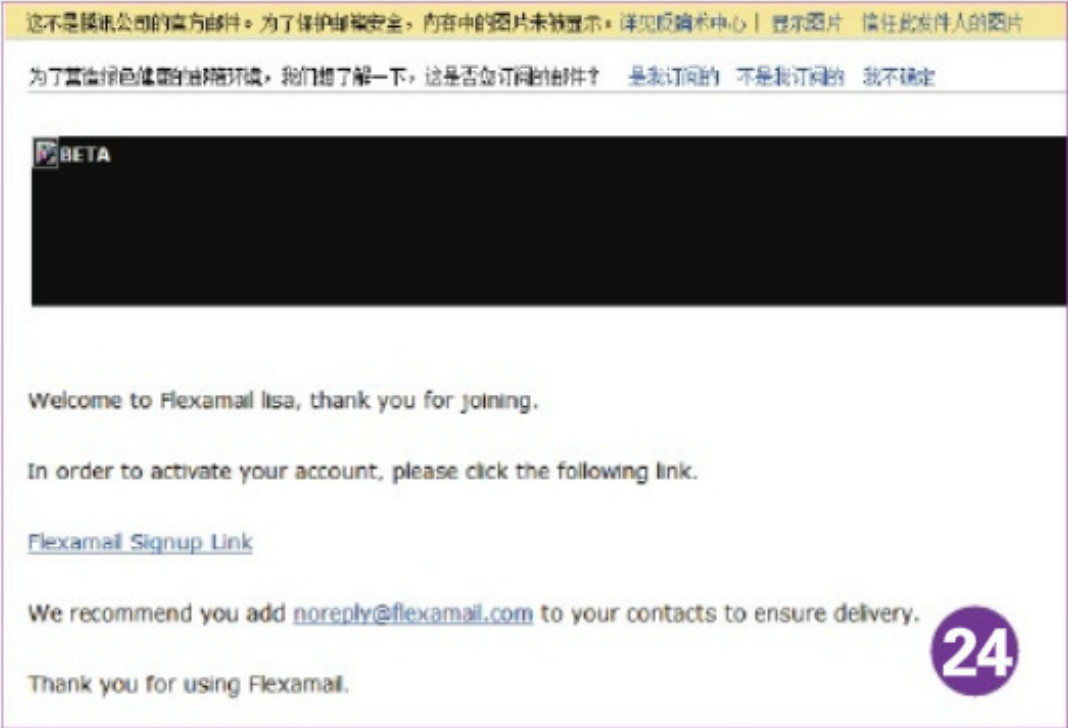 这不是腾讯公司的官方邮件。为了保护邮箱安全，内容中的图片未被显示。详见反骗术中心 | 显示图片 信任此发件人的图片
为了营造绿色健康的邮箱环境，我们想了解一下，这是否您订阅的邮件？ 是我订阅的 不是我订阅的 我不确定
BETA
Welcome to Flexamail lisa, thank you for joining.
In order to activate your account, please click the following link.
Flexamail Signup Link
We recommend you add noreply@flexamail.com to your contacts to ensure delivery.
24
Thank you for using Flexamail.